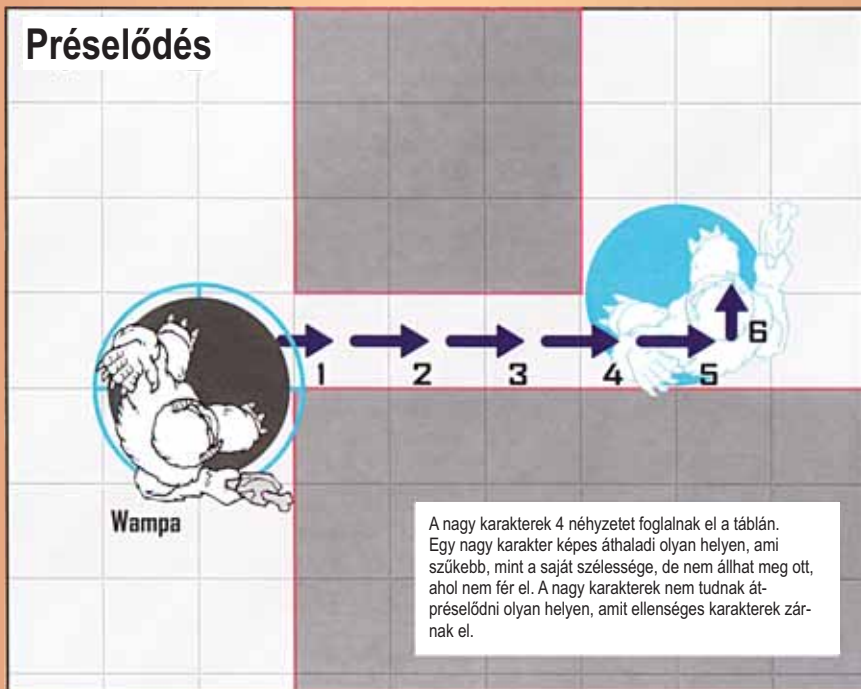 Préselődés
1 2 3 4 5
6
Wampa
A nagy karakterek 4 néhyzetet foglalnak el a táblán.
Egy nagy karakter képes áthaladi olyan helyen, ami
szűkebb, mint a saját szélessége, de nem állhat meg ott,
ahol nem fér el. A nagy karakterek nem tudnak át-
préselődni olyan helyen, amit ellenséges karakterek zár-
nak el.